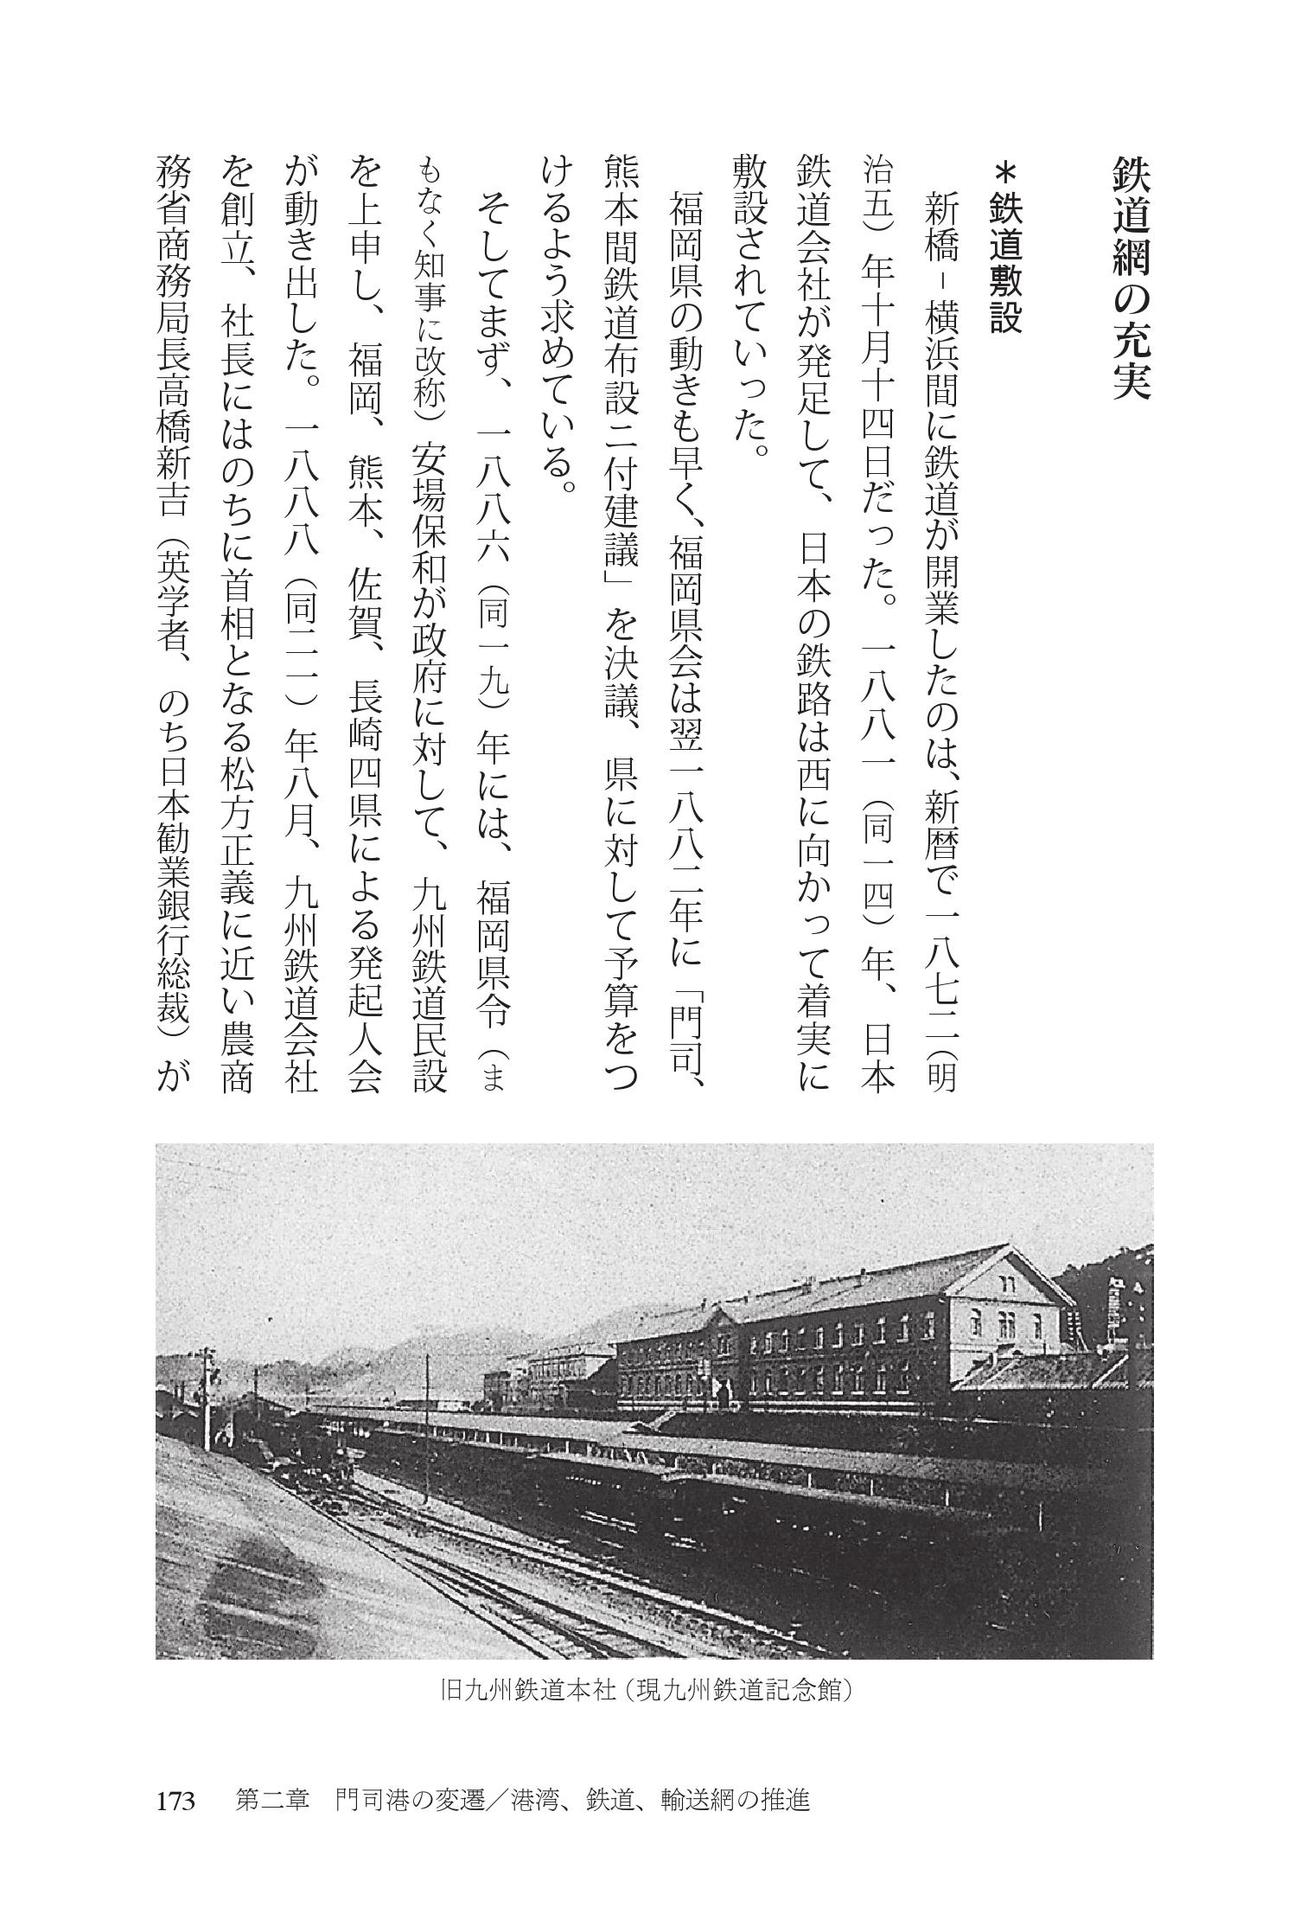 鉄道網の充実
＊鉄道敷設
新橋－横浜間に鉄道が開業したのは、新暦で一八七二（明
治五）年十月十四日だった。一八八一（同一四）年、日本
鉄道会社が発足して、日本の鉄路は西に向かって着実に
敷設されていった。
福岡県の動きも早く、福岡県会は翌一八八二年に「門司、
熊本間鉄道布設ニ付建議」を決議、県に対して予算をつ
けるよう求めている。
そしてまず、一八八六（同一九）年には、福岡県令（ま
もなく知事に改称）安場保和が政府に対して、九州鉄道民設
を上申し、福岡、熊本、佐賀、長崎四県による発起人会
が動き出した。一八八八（同二一）年八月、九州鉄道会社
を創立、社長にはのちに首相となる松方正義に近い農商
務省商務局長高橋新吉（英学者、のち日本勧業銀行総裁）が
旧九州鉄道本社（現九州鉄道記念館）
173　第二章　門司港の変遷／港湾、鉄道、輸送網の推進